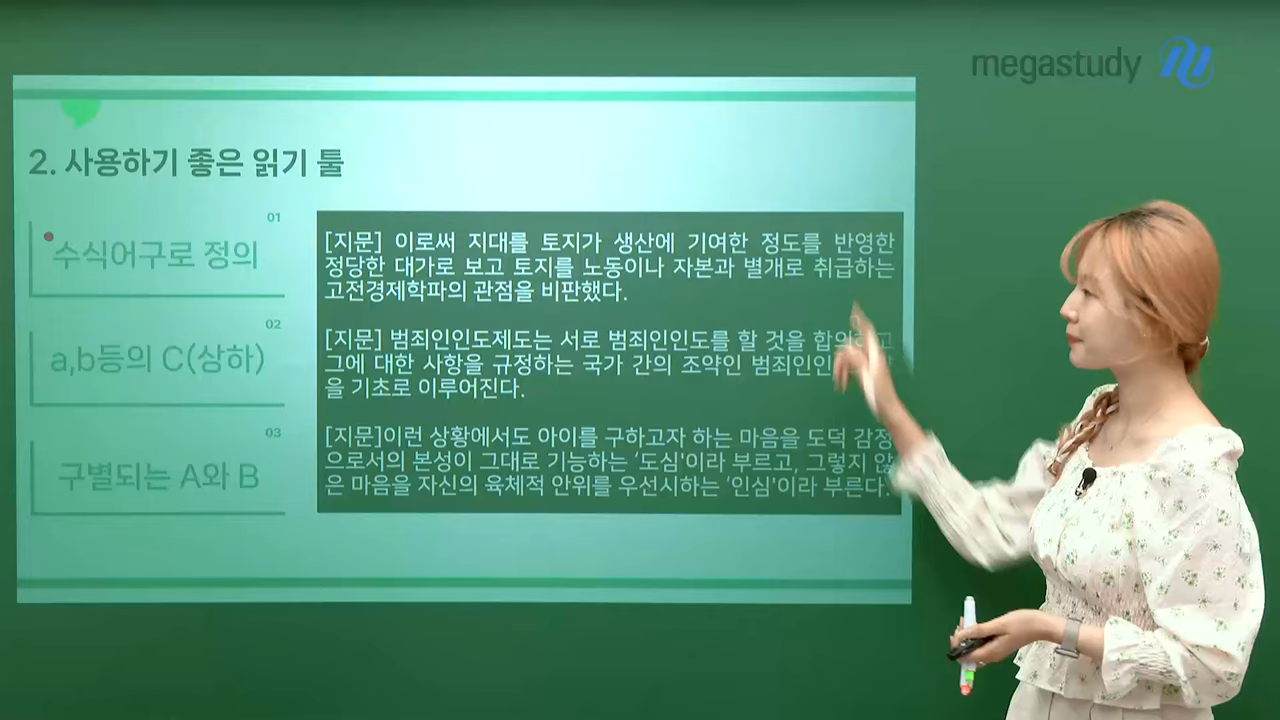 megastudy
2. 사용하기 좋은 읽기 툴
01
수식어구로 정의
02
a,b등의 C(상하)
03
구별되는 A와 B
[지문] 이로써 지대를 토지가 생산에 기여한 정도를 반영한
정당한 대가로 보고 토지를 노동이나 자본과 별개로 취급하는
고전경제학파의 관점을 비판했다.
[지문] 범죄인인도제도는 서로 범죄인인도를 할 것을
그에 대한 사항을 규정하는 국가 간의 조약인
을 기초로 이루어진다.
[지문]이런 상황에서도 아이를 구하고자 하는 마음을 도덕 감정
으로서의 본성이 그대로 기능하는 '도심'이라 부르고, 그렇지 않
은 마음을 자신의 육체적 안위를 우선시하는 '인심'이라 부른다.